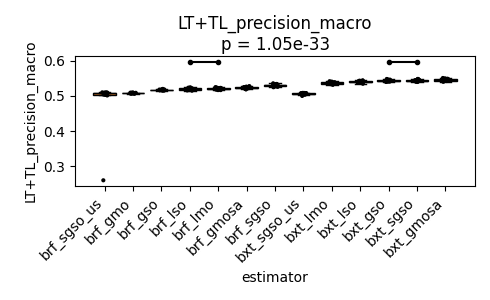 LT+TL_precision_macro
p = 1.05e-33
LT+TL_precision_macro
0.6
0.5
0.4
0.3
brf_sgso_us
brf_gmo
brf_gso
brf_lso
brf_lmo
brf_gmosa
brf_sgso
bxt_sgso_us
bxt_lmo
bxt_lso
bxt_gso
bxt_sgso
bxt_gmosa
estimator